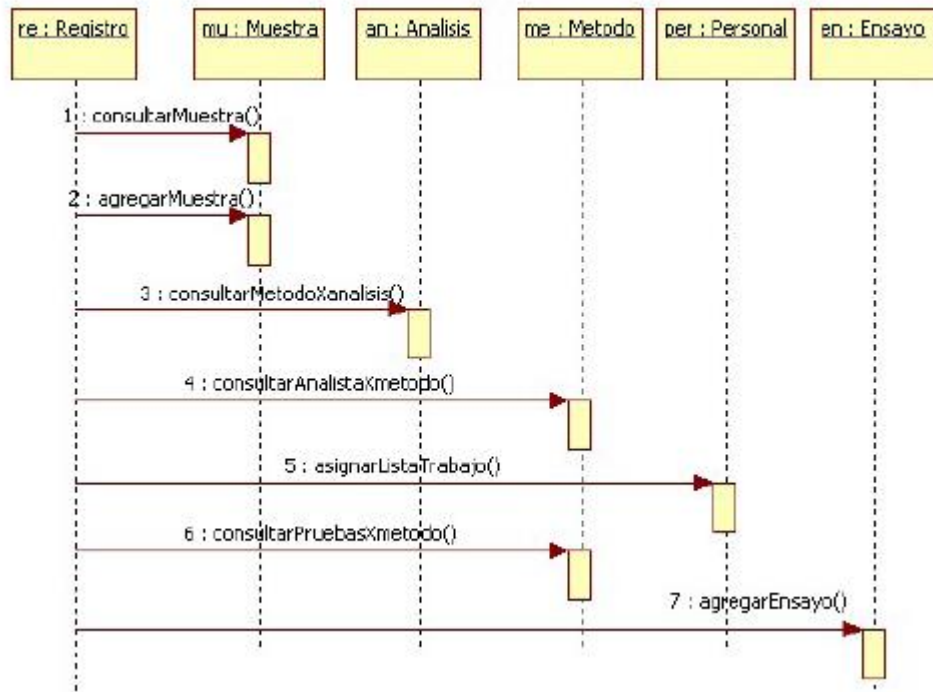 re : Registro
mu : Muestra
an : Analisis
me : Metodo
per : Personal
en : Ensayo
1 : consultarMuestra()
2 : agregarMuestra()
3 : consultarMetodoXanalisis()
4 : consultarAnalistaXmetodo()
5 : asignarListaTrabajo()
6 : consultarPruebasXmetodo()
7 : agregarEnsayo()